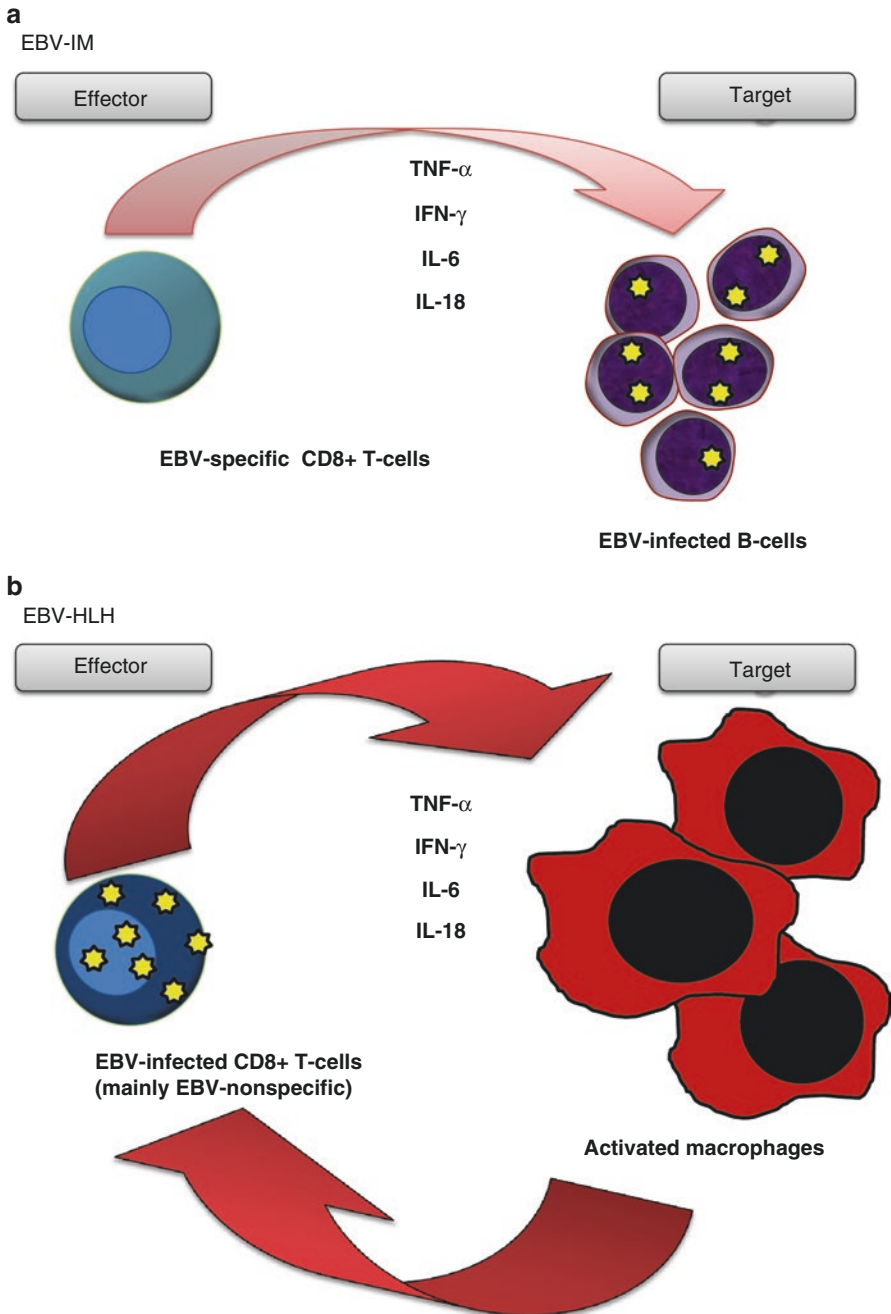 a
EBV-IM
Effector
Target
TNF-α
IFN-γ
IL-6
IL-18
EBV-specific CD8+ T-cells
EBV-infected B-cells
b
EBV-HLH
Effector
Target
TNF-α
IFN-γ
IL-6
IL-18
EBV-infected CD8+ T-cells
(mainly EBV-nonspecific)
Activated macrophages